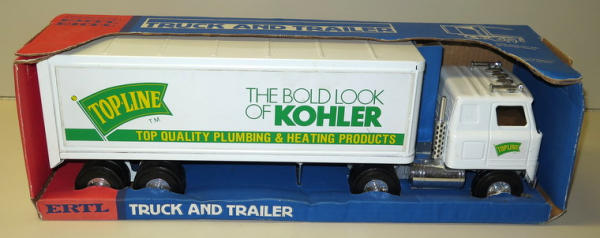 ERTL
TRUCK AND TRAILER
TOP-LINE
TM
THE BOLD LOOK
OF KOHLER
TOP QUALITY PLUMBING & HEATING PRODUCTS
TOP-LINE
ERTL
TRUCK AND TRAILER